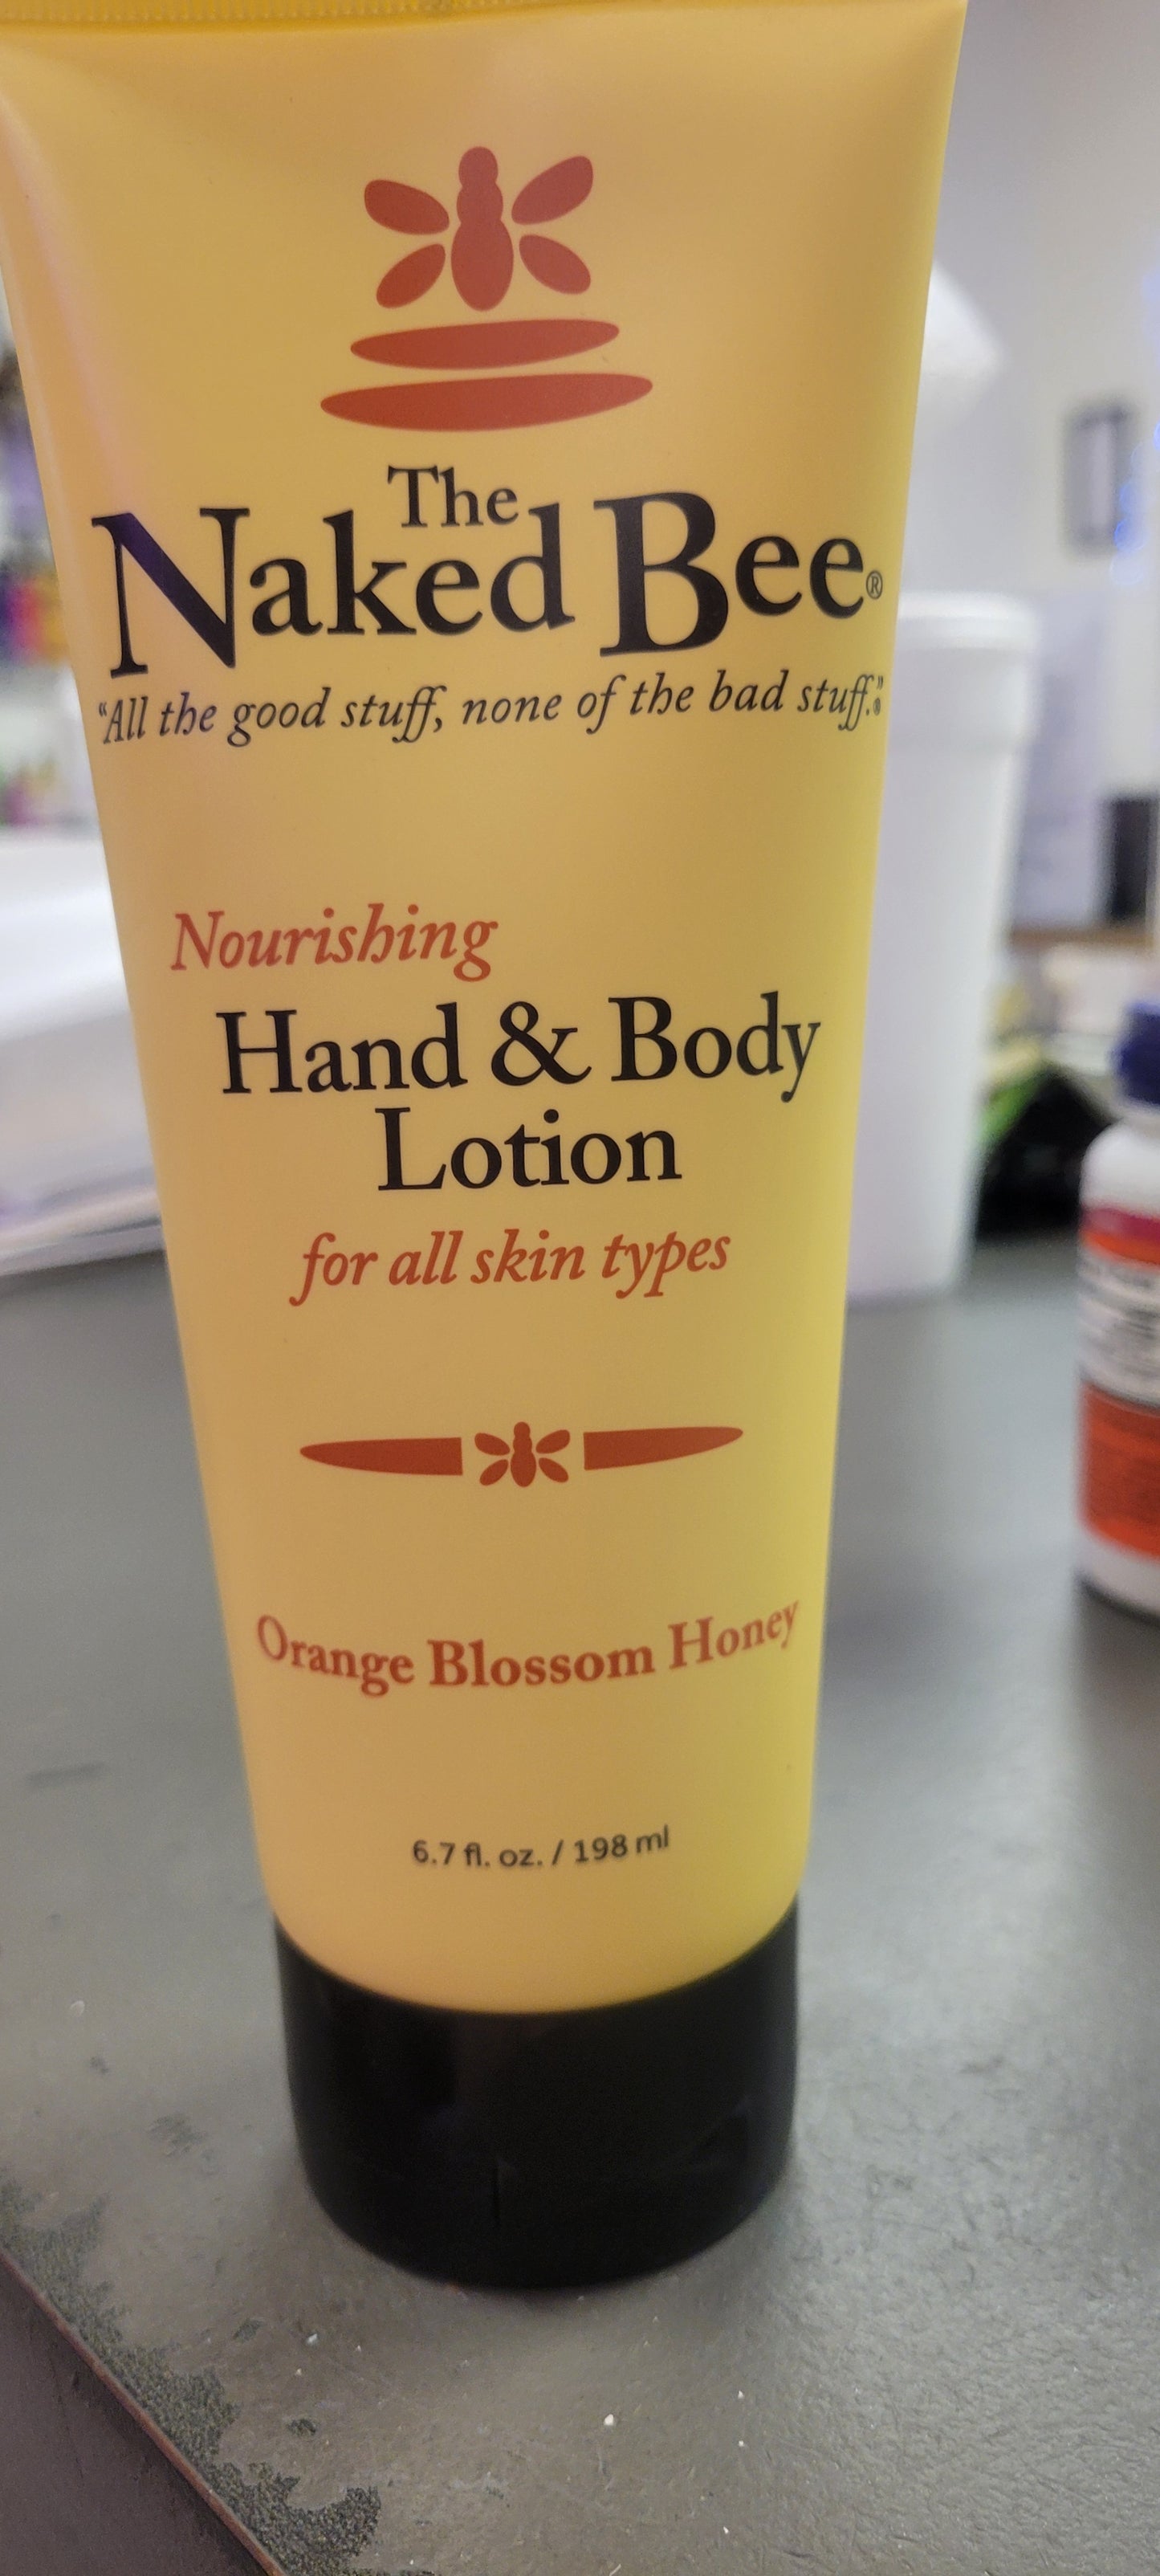 The
Naked Bee®
"All the good stuff, none of the bad stuff."®
Nourishing
Hand & Body
Lotion
for all skin types
Orange Blossom Honey
6.7 fl. oz. / 198 ml